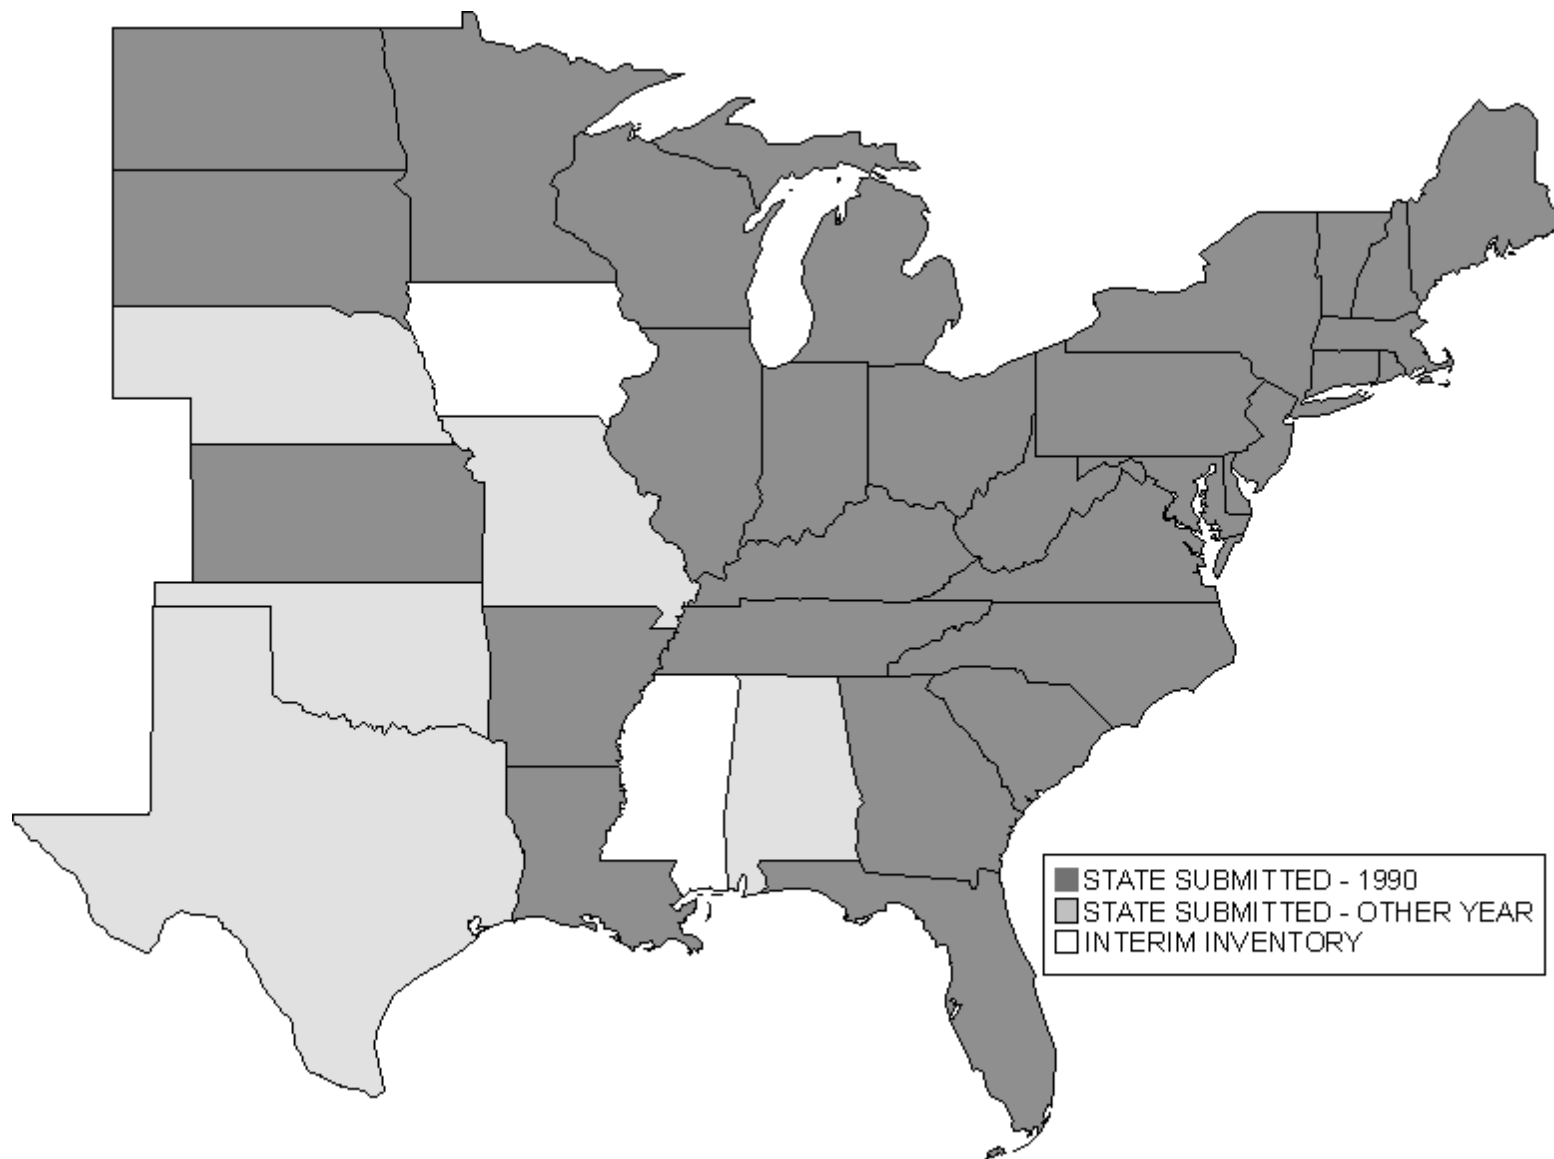 STATE SUBMITTED - 1990
STATE SUBMITTED - OTHER YEAR
INTERIM INVENTORY